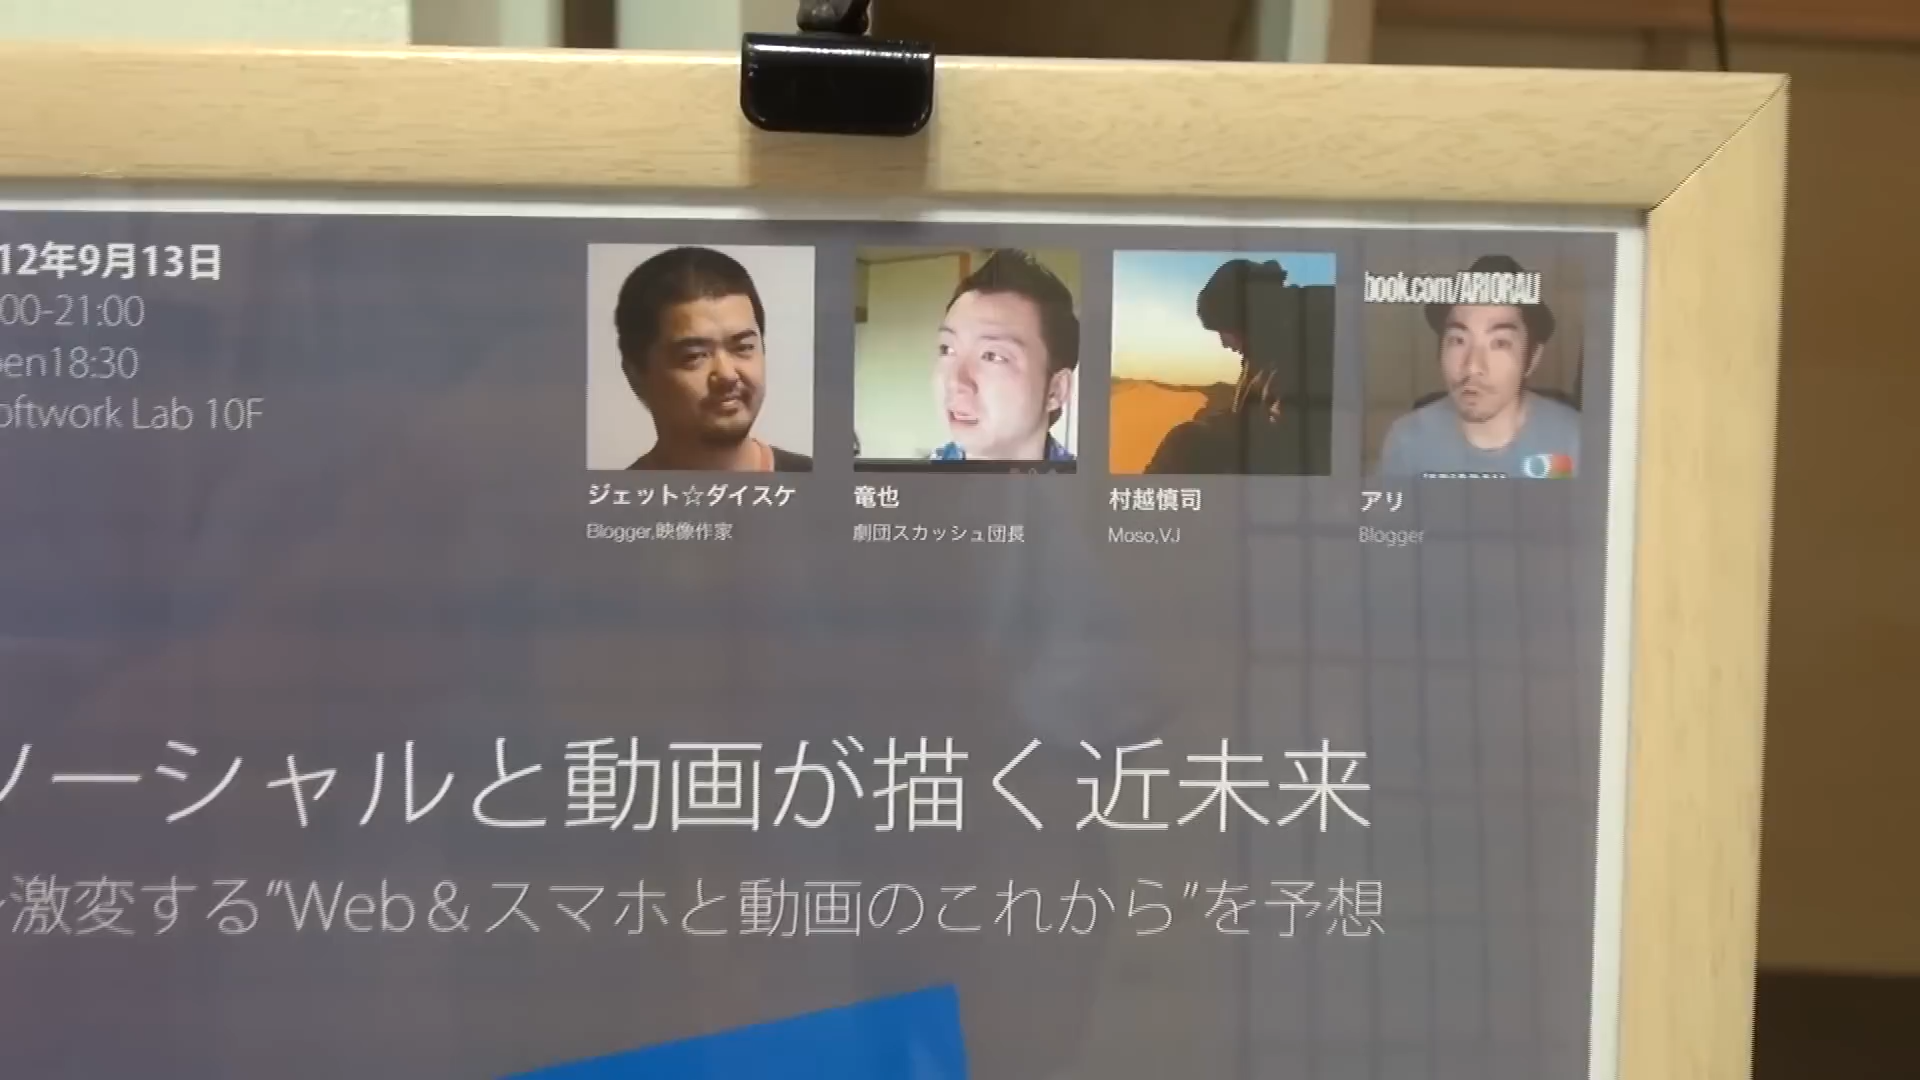 12年9月13日
00-21:00
en18:30
oftwork Lab 10F
book.com/ARIORALI
ジェット☆ダイスケ
Blogger,映像作家
竜也
劇団スカッシュ団長
村越慎司
Moso,VJ
アリ
Blogger
ソーシャルと動画が描く近未来
激変する"Web＆スマホと動画のこれから"を予想